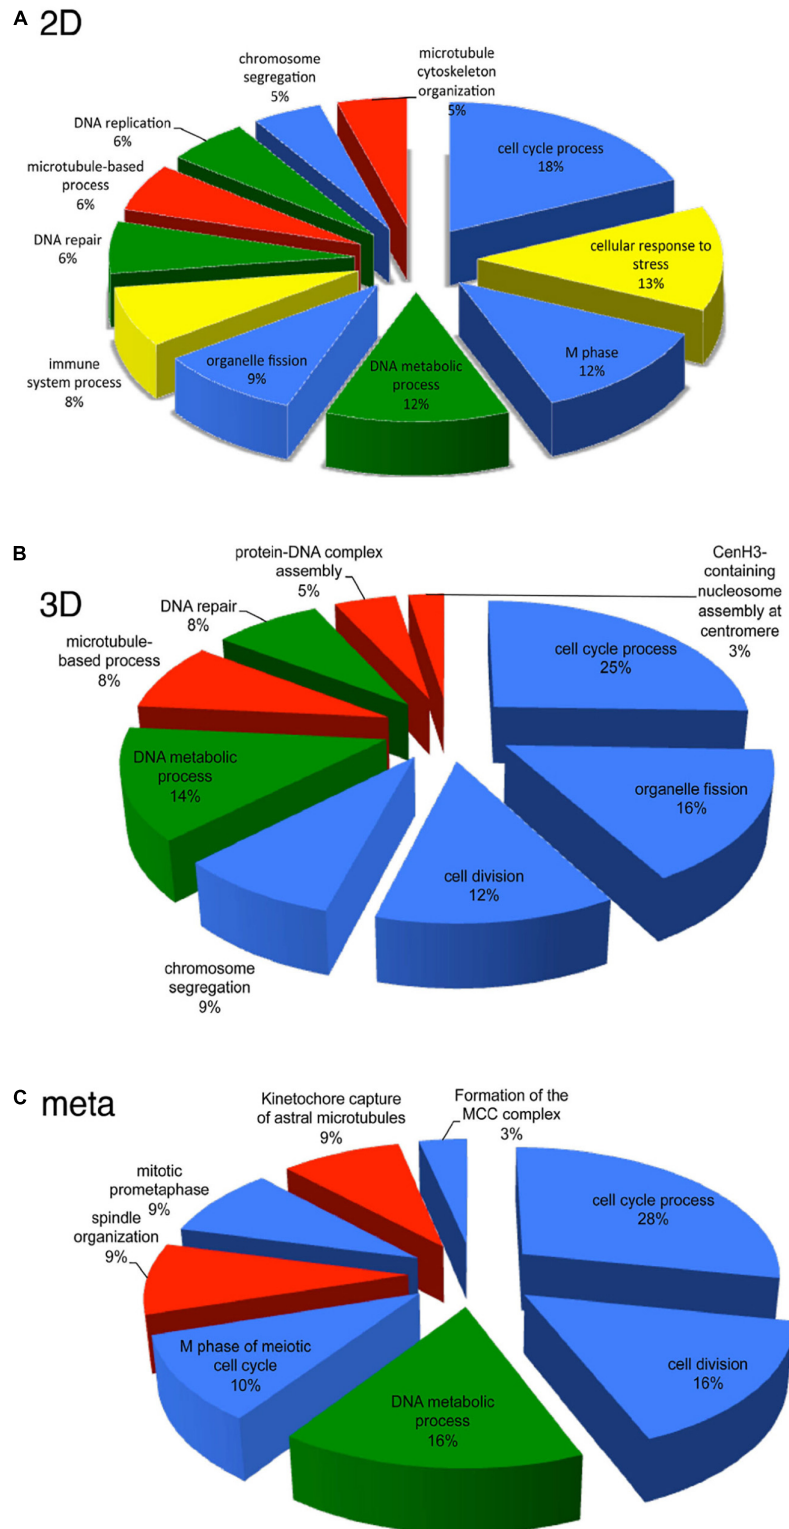 A 2D
microtubule
cytoskeleton
organization
5%
chromosome
segregation
5%
DNA replication
6%
microtubule-based
process
6%
DNA repair
6%
immune
system process
8%
organelle fission
9%
DNA metabolic
process
12%
M phase
12%
cellular response to
stress
13%
cell cycle process
18%
B
3D
protein-DNA complex
assembly
5%
CenH3-
containing
nucleosome
assembly at
centromere
3%
DNA repair
8%
microtubule-
based process
8%
DNA metabolic
process
14%
chromosome
segregation
9%
cell division
12%
organelle fission
16%
cell cycle process
25%
C meta
Kinetochore capture
of astral microtubules
9%
Formation of the
MCC complex
3%
mitotic
prometaphase
9%
spindle
organization
9%
M phase of meiotic
cell cycle
10%
DNA metabolic
process
16%
cell division
16%
cell cycle process
28%